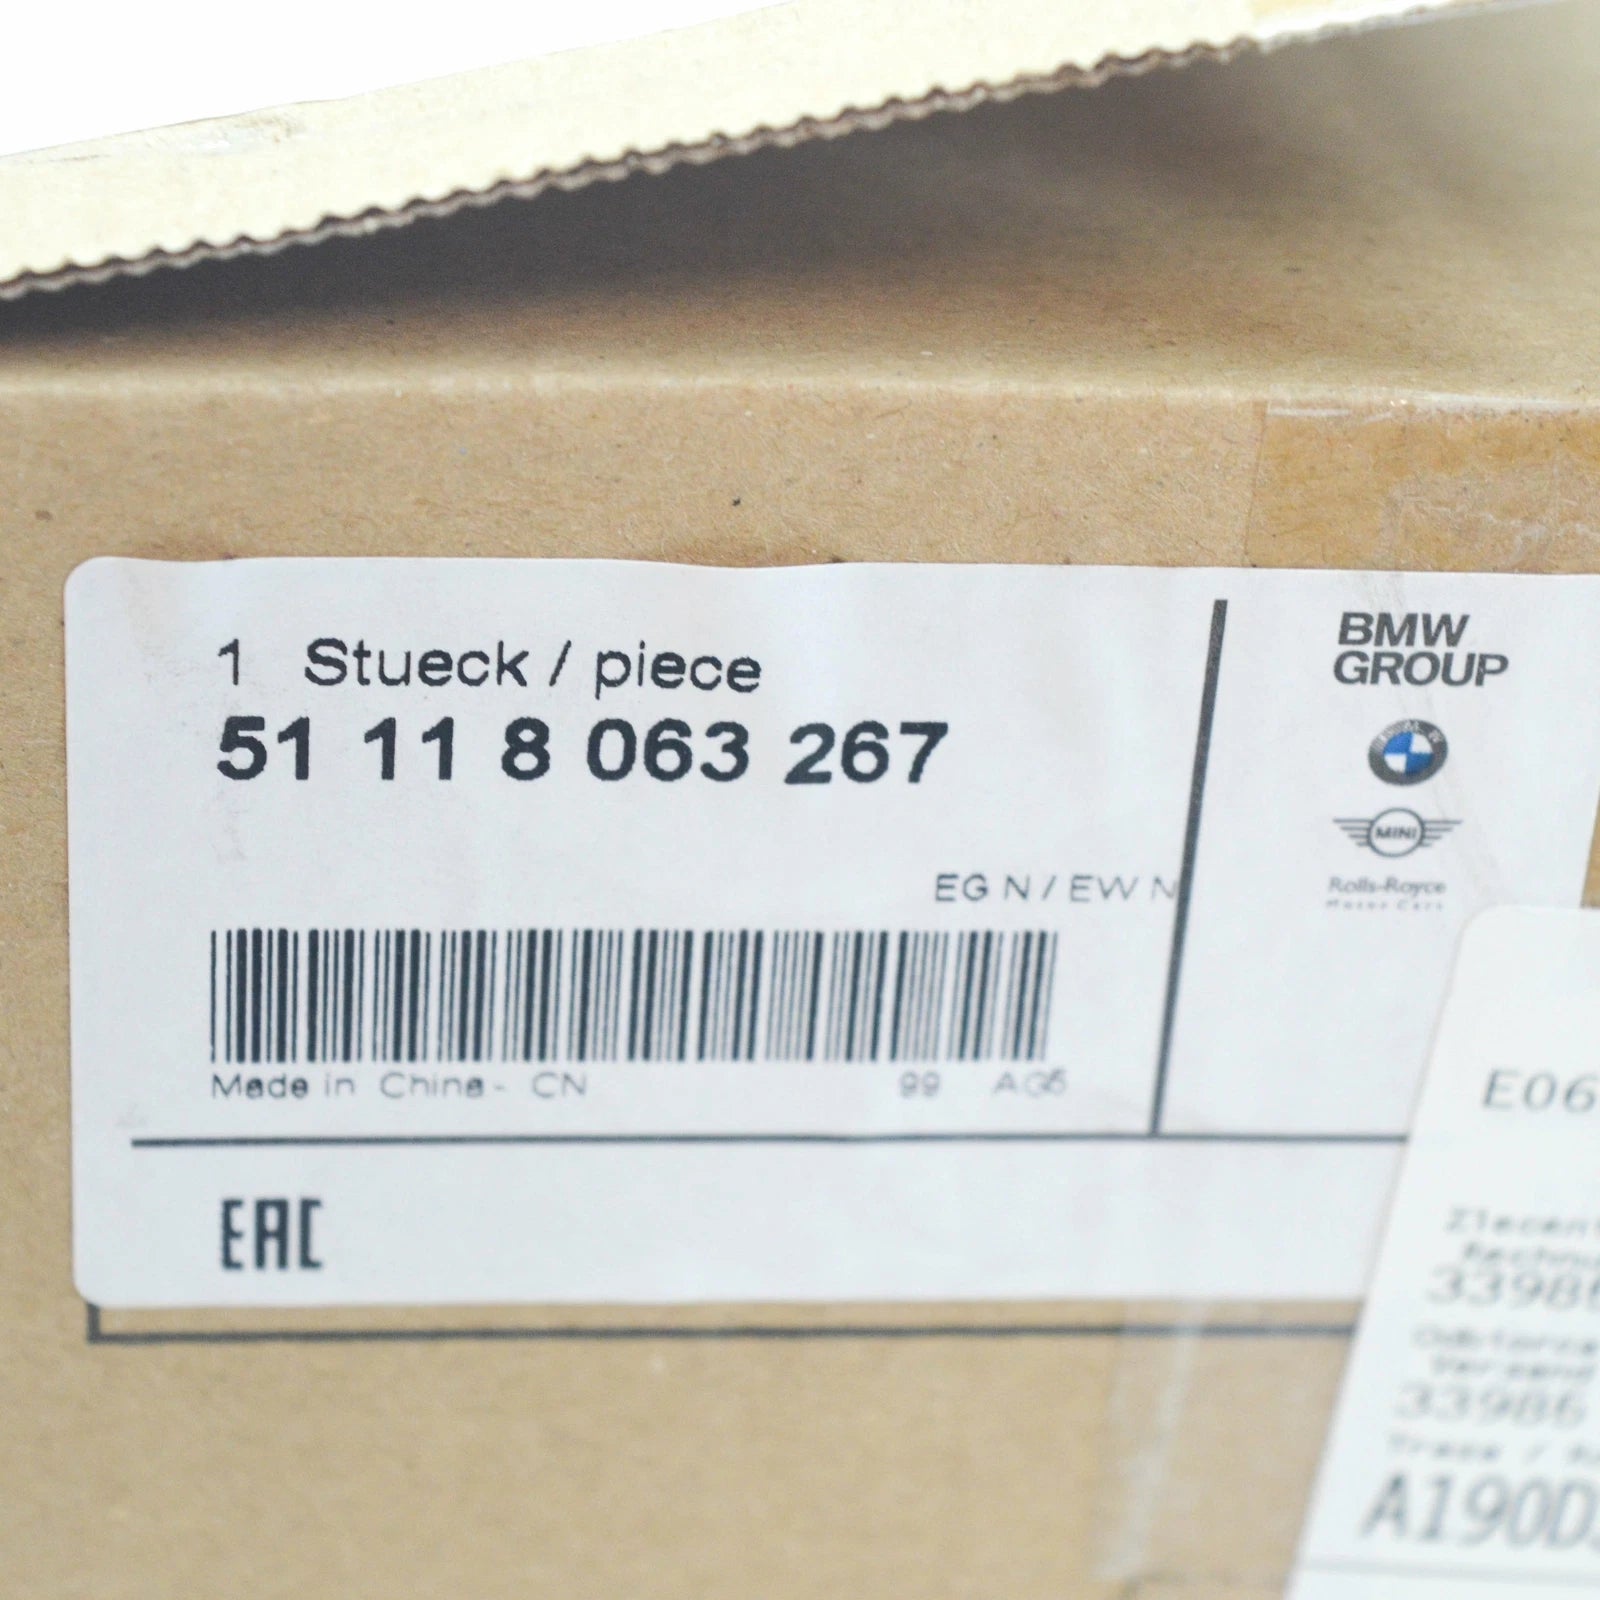 1 Stueck / piece
51 11 8 063 267
EG N / EW N
Made in China - CN 99 AG5
EAC
BMW
GROUP
MINI
Rolls-Royce
Motor Cars
E06
33986
33986
A190D